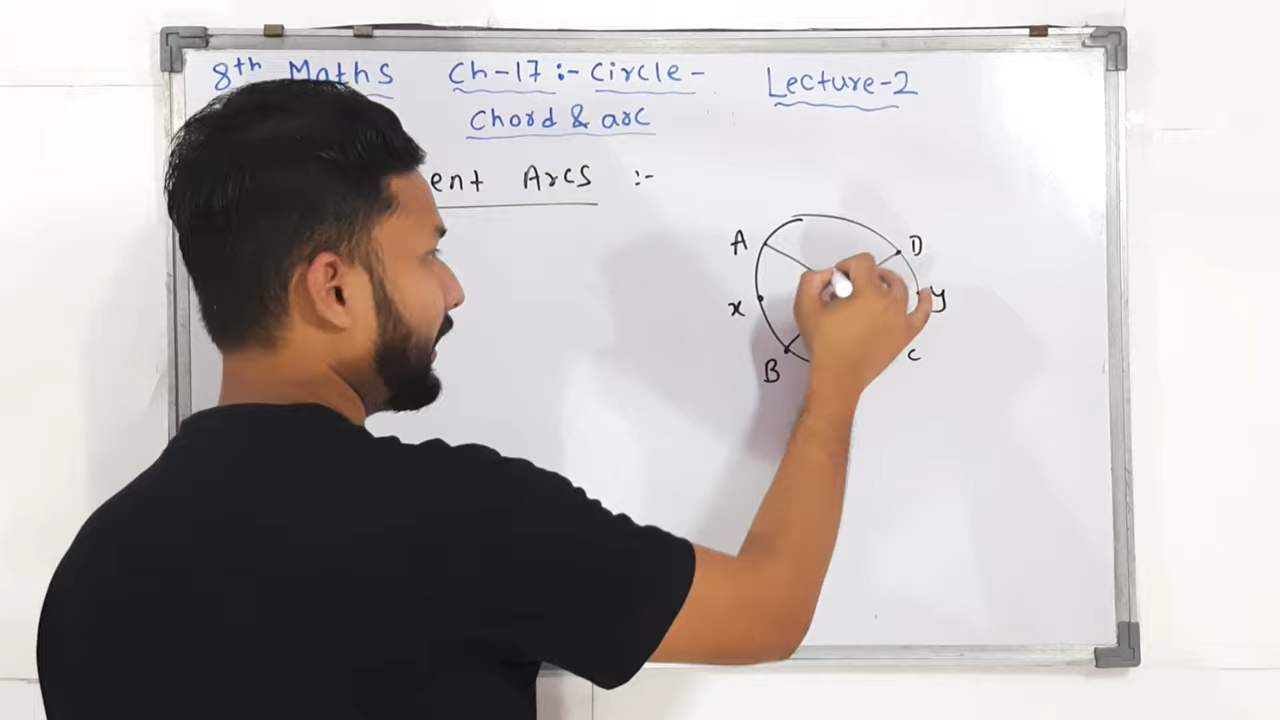 8th Maths Ch-17 :- Circle - Lecture-2
Chord & arc
ent Arcs :-
A D
x y
B C